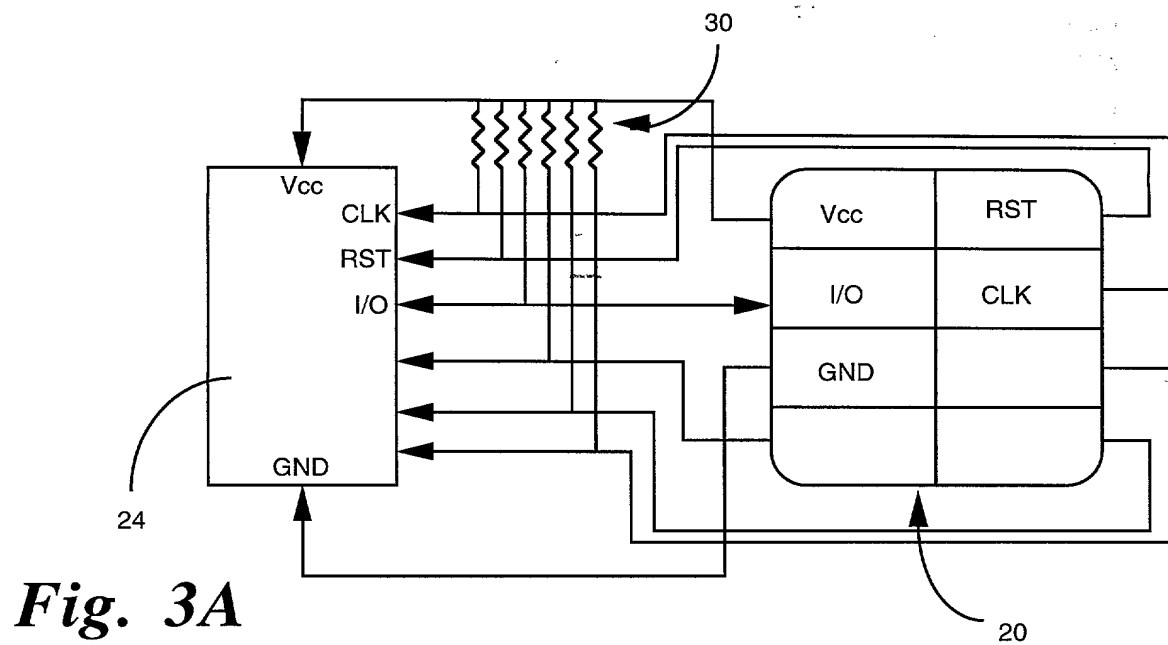 30
Vcc
CLK
RST
I/O
GND
24
Vcc
RST
I/O
CLK
GND
20
Fig. 3A